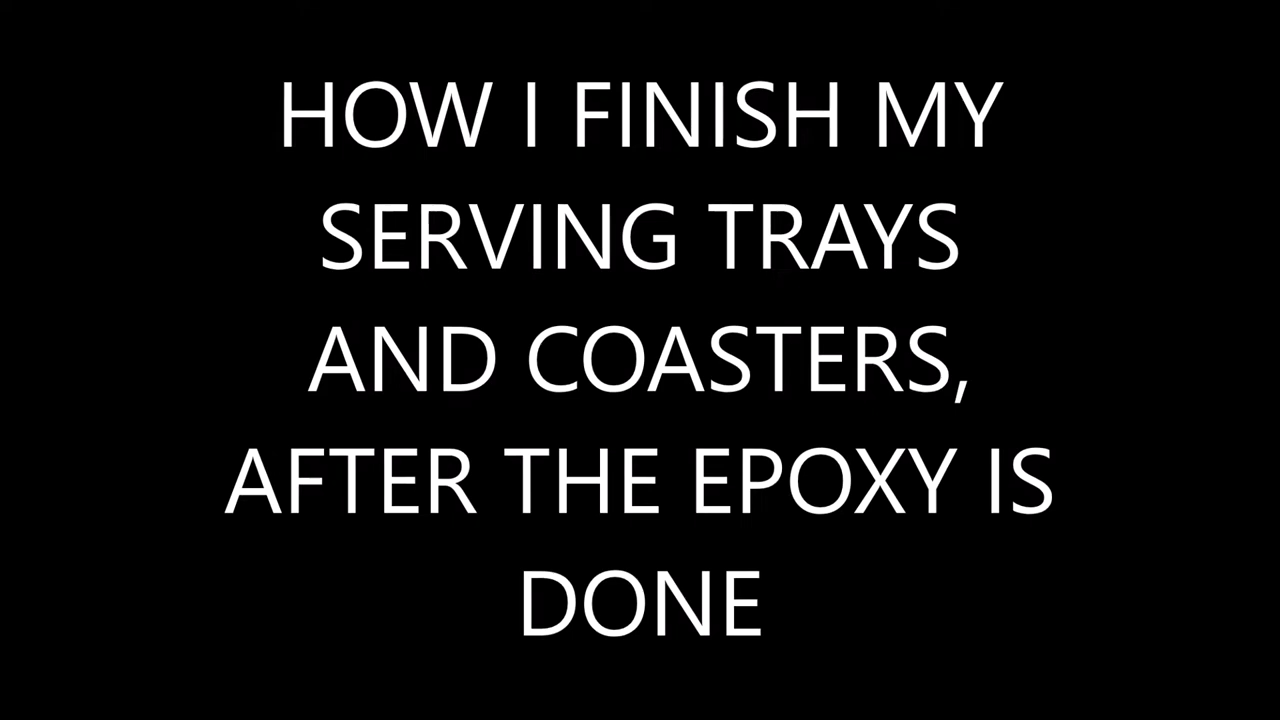 HOW I FINISH MY
SERVING TRAYS
AND COASTERS,
AFTER THE EPOXY IS
DONE